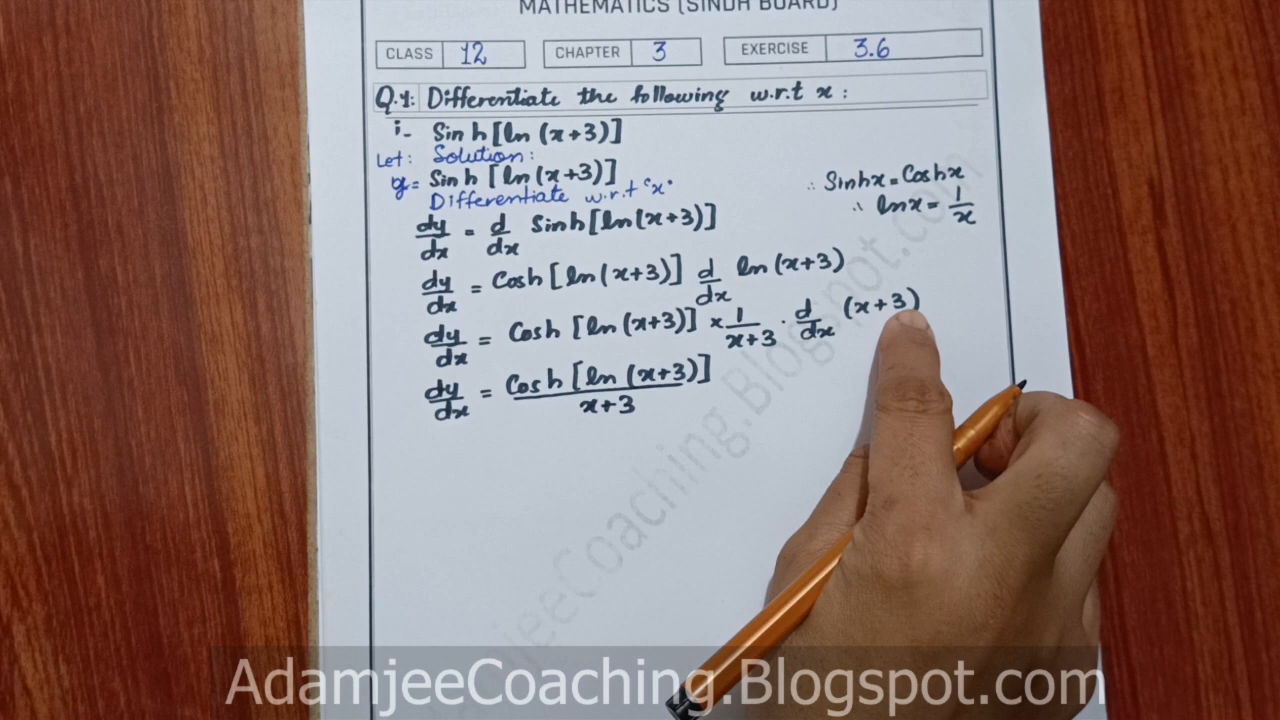 MATHEMATICS (SINDH BOARD)
CLASS 12 CHAPTER 3 EXERCISE 3.6
Q.1: Differentiate the following w.r.t x :
i- Sin h [ln (x+3)]
Let: Solution:
y = Sin h [ln (x+3)]
Differentiate w.r.t "x".
∴ Sinhx = Coshx
∴ lnx = 1/x
dy/dx = d/dx Sinh[ln(x+3)]
dy/dx = Cosh [ln(x+3)] d/dx ln(x+3)
dy/dx = Cosh [ln(x+3)] × 1/x+3 · d/dx (x+3)
dy/dx = Cosh [ln (x+3)]/x+3
AdamjeeCoaching.Blogspot.com
AdamjeeCoaching.Blogspot.com